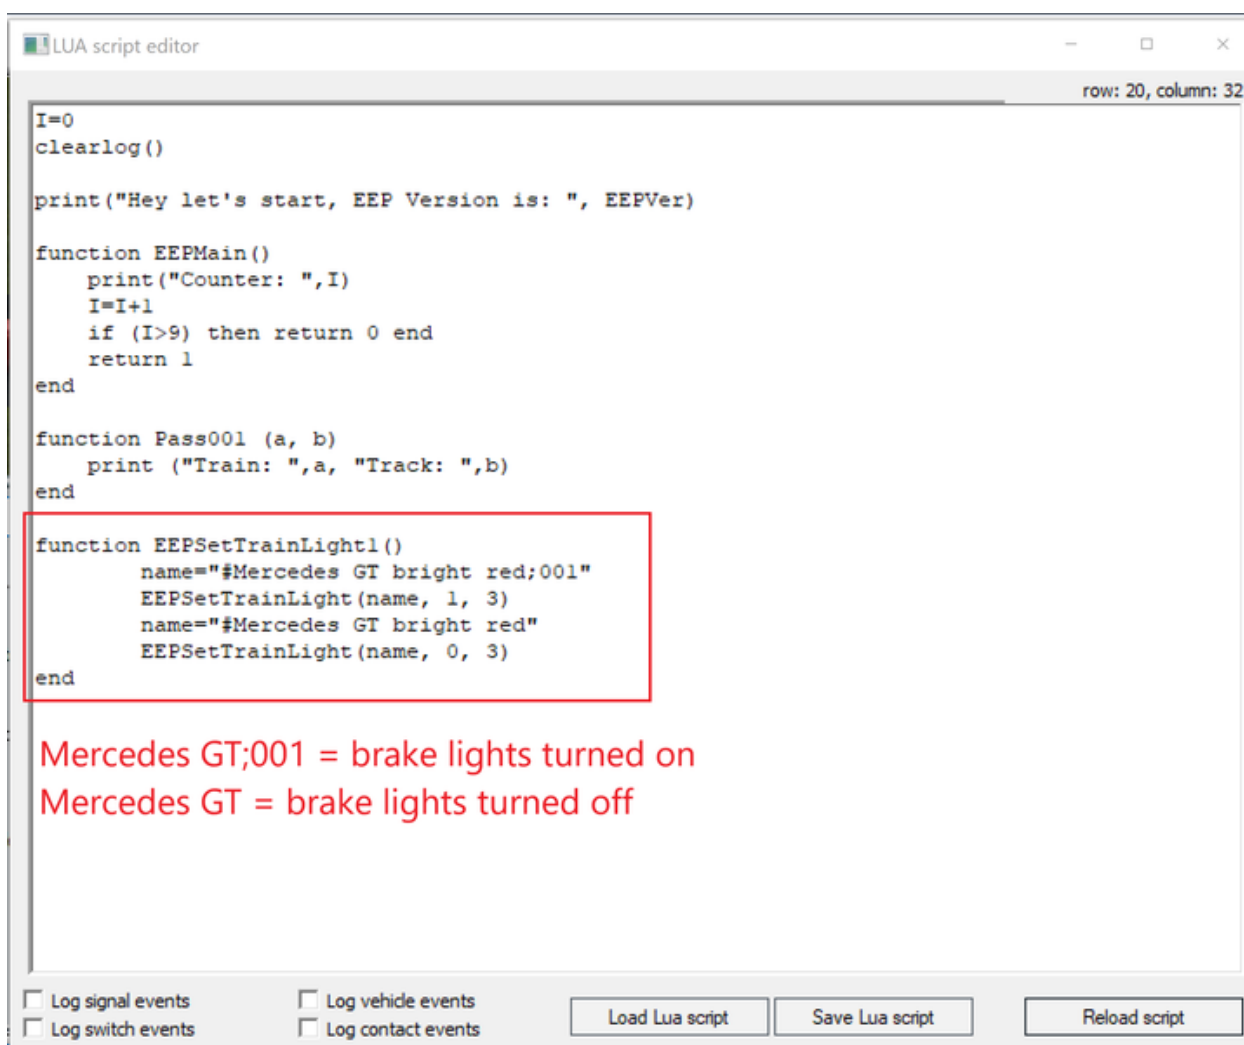 LUA script editor
row: 20, column: 32
I=0
clearlog()
print("Hey let's start, EEP Version is: ", EEPVer)
function EEPMain()
print("Counter: ",I)
I=I+1
if (I>9) then return 0 end
return 1
end
function Pass001 (a, b)
print ("Train: ",a, "Track: ",b)
end
function EEPSetTrainLight1()
name="#Mercedes GT bright red;001"
EEPSetTrainLight(name, 1, 3)
name="#Mercedes GT bright red"
EEPSetTrainLight(name, 0, 3)
end
Mercedes GT;001 = brake lights turned on
Mercedes GT = brake lights turned off
Log signal events
Log vehicle events
Log switch events
Log contact events
Load Lua script
Save Lua script
Reload script